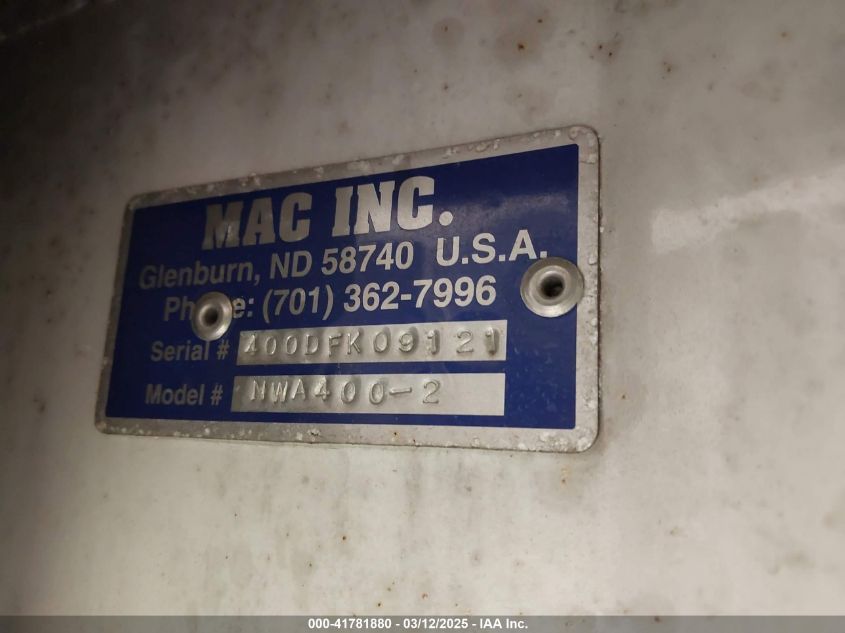 MAC INC.
Glenburn, ND 58740 U.S.A.
(701) 362-7996
Serial # 400DFK09121
Model # NWA400-2
000-41781880 - 03/12/2025 - IAA Inc.